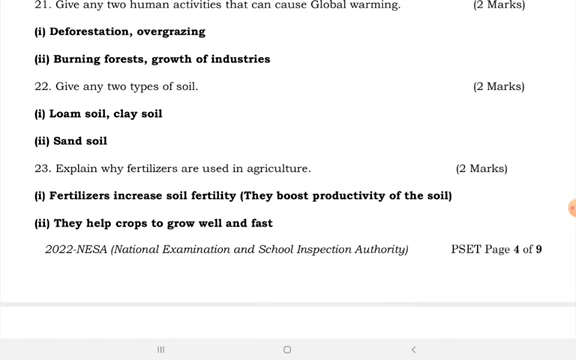 21. Give any two human activities that can cause Global warming. (2 Marks)
(i) Deforestation, overgrazing
(ii) Burning forests, growth of industries
22. Give any two types of soil. (2 Marks)
(i) Loam soil, clay soil
(ii) Sand soil
23. Explain why fertilizers are used in agriculture. (2 Marks)
(i) Fertilizers increase soil fertility (They boost productivity of the soil)
(ii) They help crops to grow well and fast
2022-NESA (National Examination and School Inspection Authority) PSET Page 4 of 9